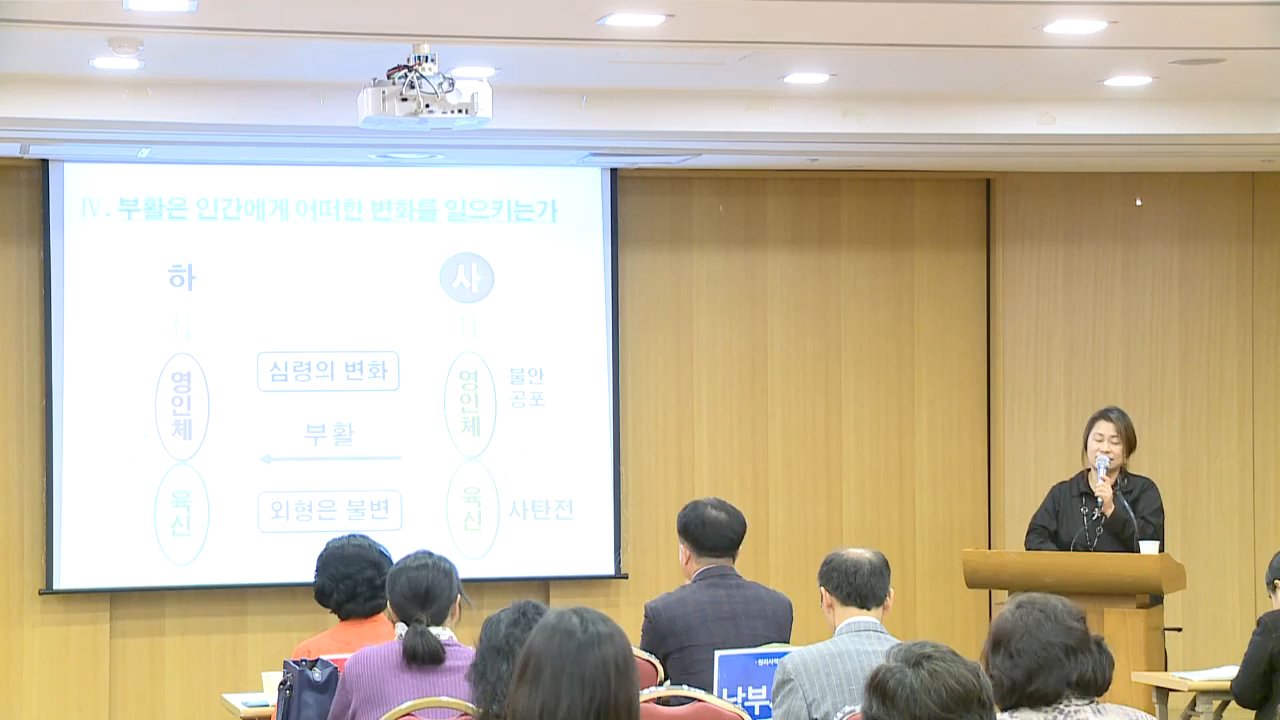 Ⅳ. 부활은 인간에게 어떠한 변화를 일으키는가
하
사
영인체
심령의 변화
영인체
불안
공포
부활
육신
외형은 불변
육신
사탄전